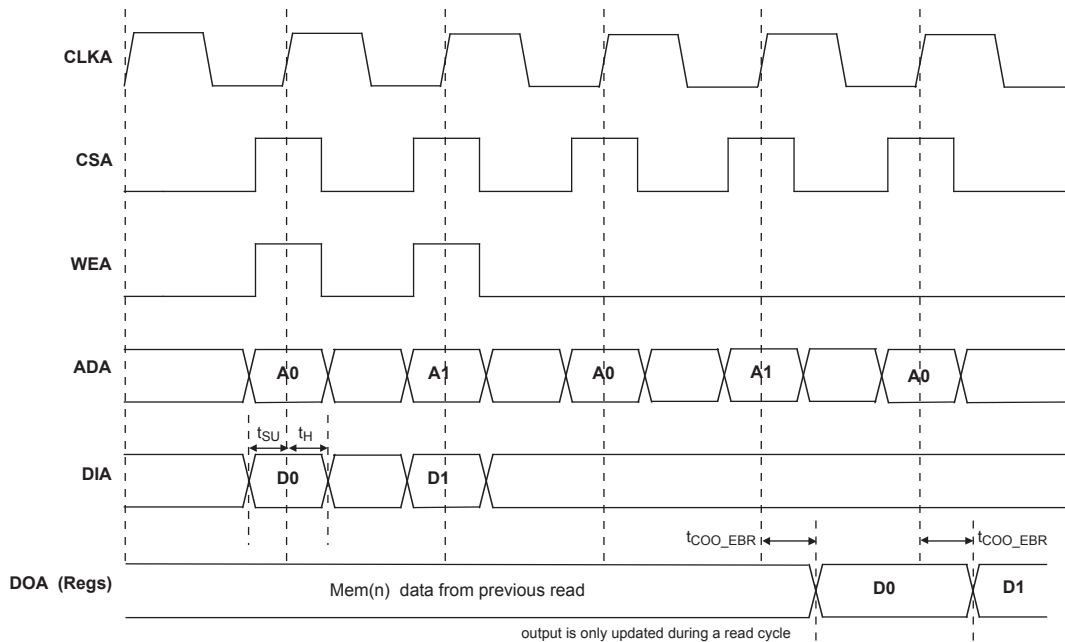 CLKA
CSA
WEA
ADA A0 A1 A0 A1 A0
tSU tH
DIA D0 D1
tCOO_EBR tCOO_EBR
DOA (Regs) Mem(n) data from previous read D0 D1
output is only updated during a read cycle